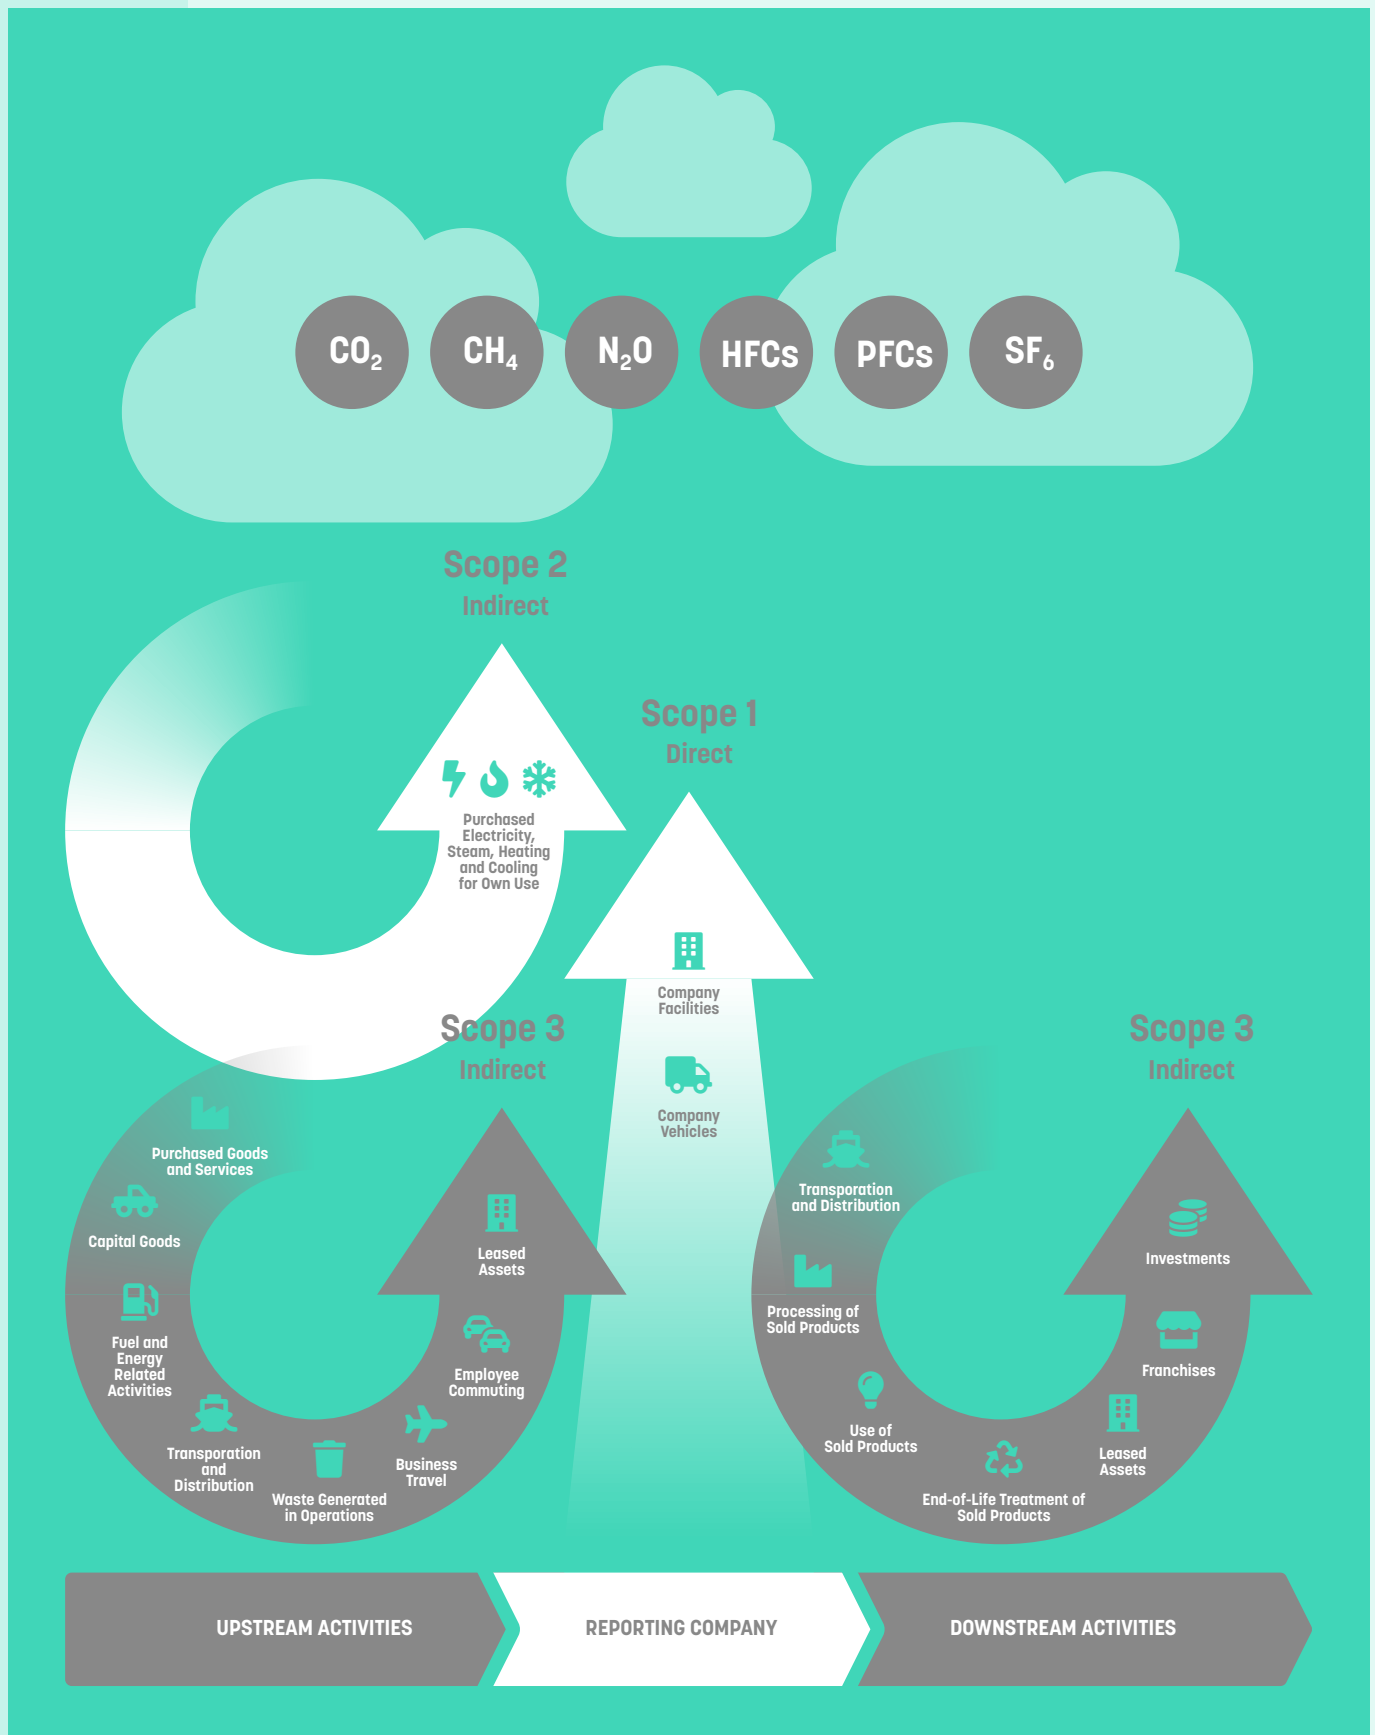 CO₂
CH₄
N₂O
HFCs
PFCs
SF₆
Scope 2
Indirect
Purchased
Electricity,
Steam, Heating
and Cooling
for Own Use
Scope 1
Direct
Company
Facilities
Company
Vehicles
Scope 3
Indirect
Purchased Goods
and Services
Capital Goods
Fuel and
Energy
Related
Activities
Transporation
and
Distribution
Waste Generated
in Operations
Business
Travel
Employee
Commuting
Leased
Assets
Scope 3
Indirect
Transporation
and Distribution
Processing of
Sold Products
Use of
Sold Products
End-of-Life Treatment of
Sold Products
Leased
Assets
Franchises
Investments
UPSTREAM ACTIVITIES
REPORTING COMPANY
DOWNSTREAM ACTIVITIES